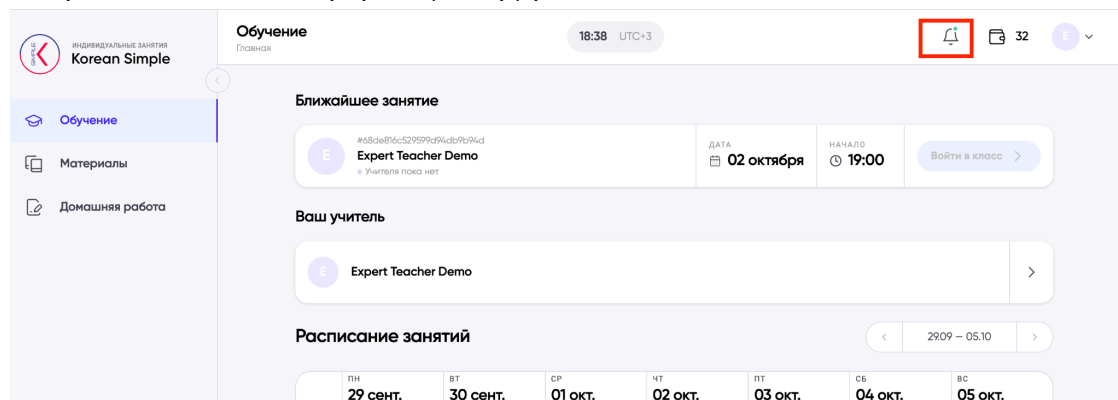 SIMPLE
ИНДИВИДУАЛЬНЫЕ ЗАНЯТИЯ
Korean Simple
Обучение
Главная
18:38 UTC+3
32
E
Обучение
Материалы
Домашняя работа
Ближайшее занятие
E
#68de816c529599d94db9b94d
Expert Teacher Demo
Учителя пока нет
ДАТА
02 октября
НАЧАЛО
19:00
Войти в класс
Ваш учитель
E
Expert Teacher Demo
Расписание занятий
29.09 — 05.10
ПН ВТ СР ЧТ ПТ СБ ВС
29 сент. 30 сент. 01 окт. 02 окт. 03 окт. 04 окт. 05 окт.